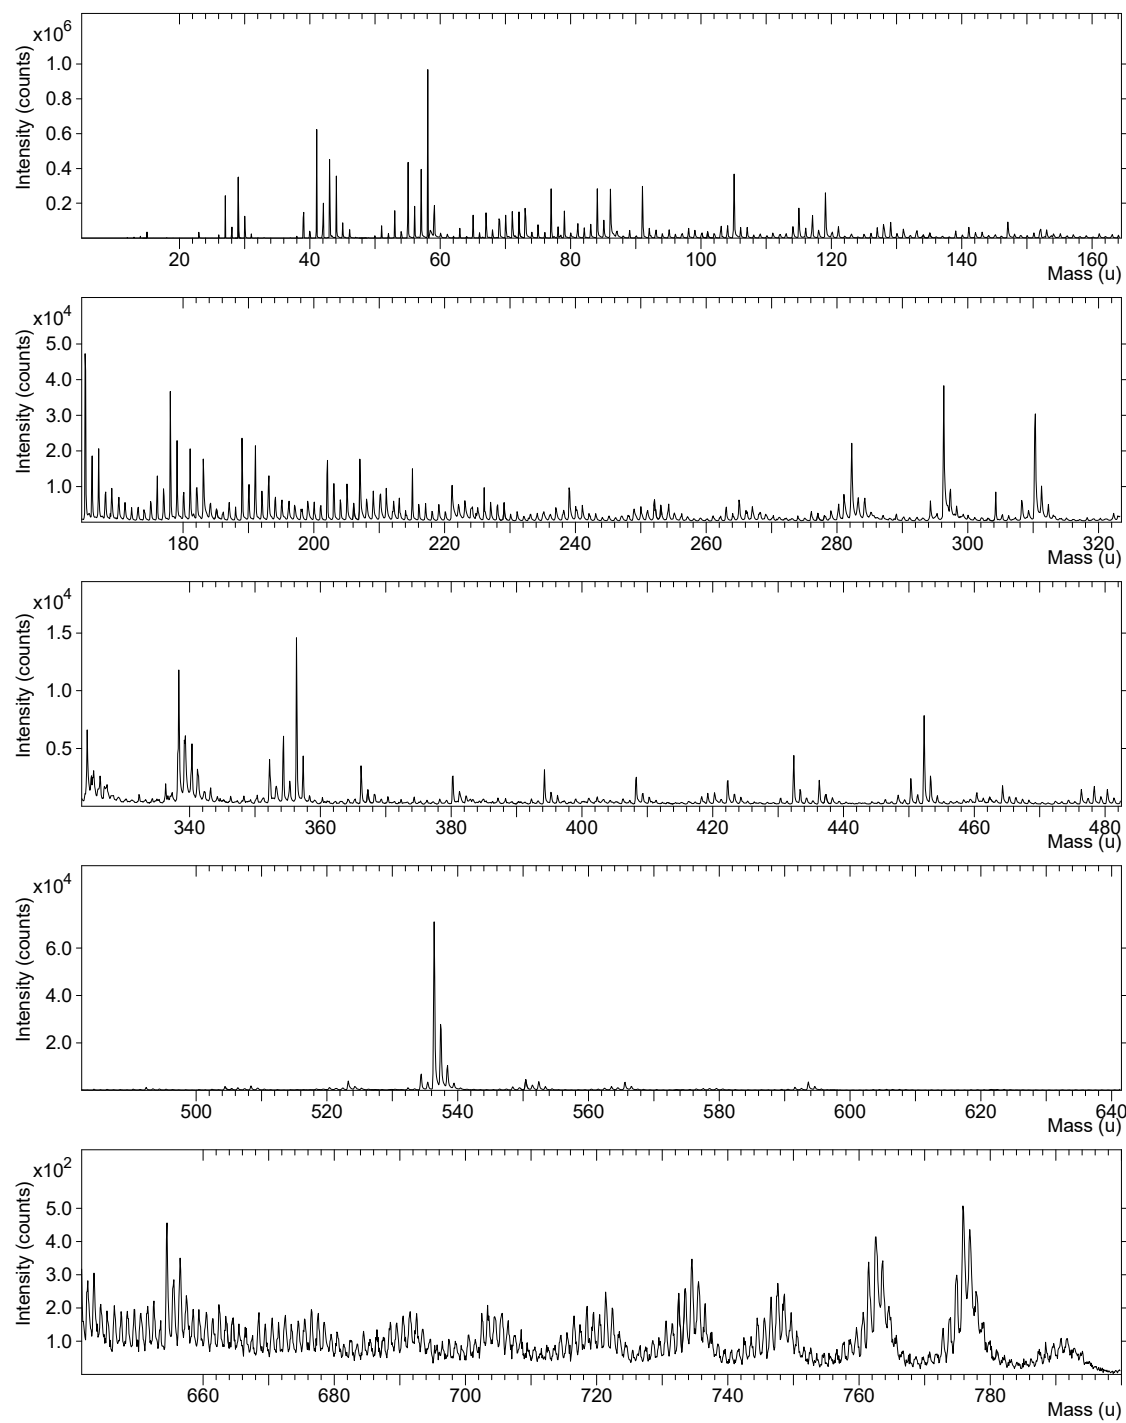 x10^6
Intensity (counts)
1.0
0.8
0.6
0.4
0.2
20 40 60 80 100 120 140 160
Mass (u)
x10^4
Intensity (counts)
5.0
4.0
3.0
2.0
1.0
180 200 220 240 260 280 300 320
Mass (u)
x10^4
Intensity (counts)
1.5
1.0
0.5
340 360 380 400 420 440 460 480
Mass (u)
x10^4
Intensity (counts)
6.0
4.0
2.0
500 520 540 560 580 600 620 640
Mass (u)
x10^2
Intensity (counts)
5.0
4.0
3.0
2.0
1.0
660 680 700 720 740 760 780
Mass (u)